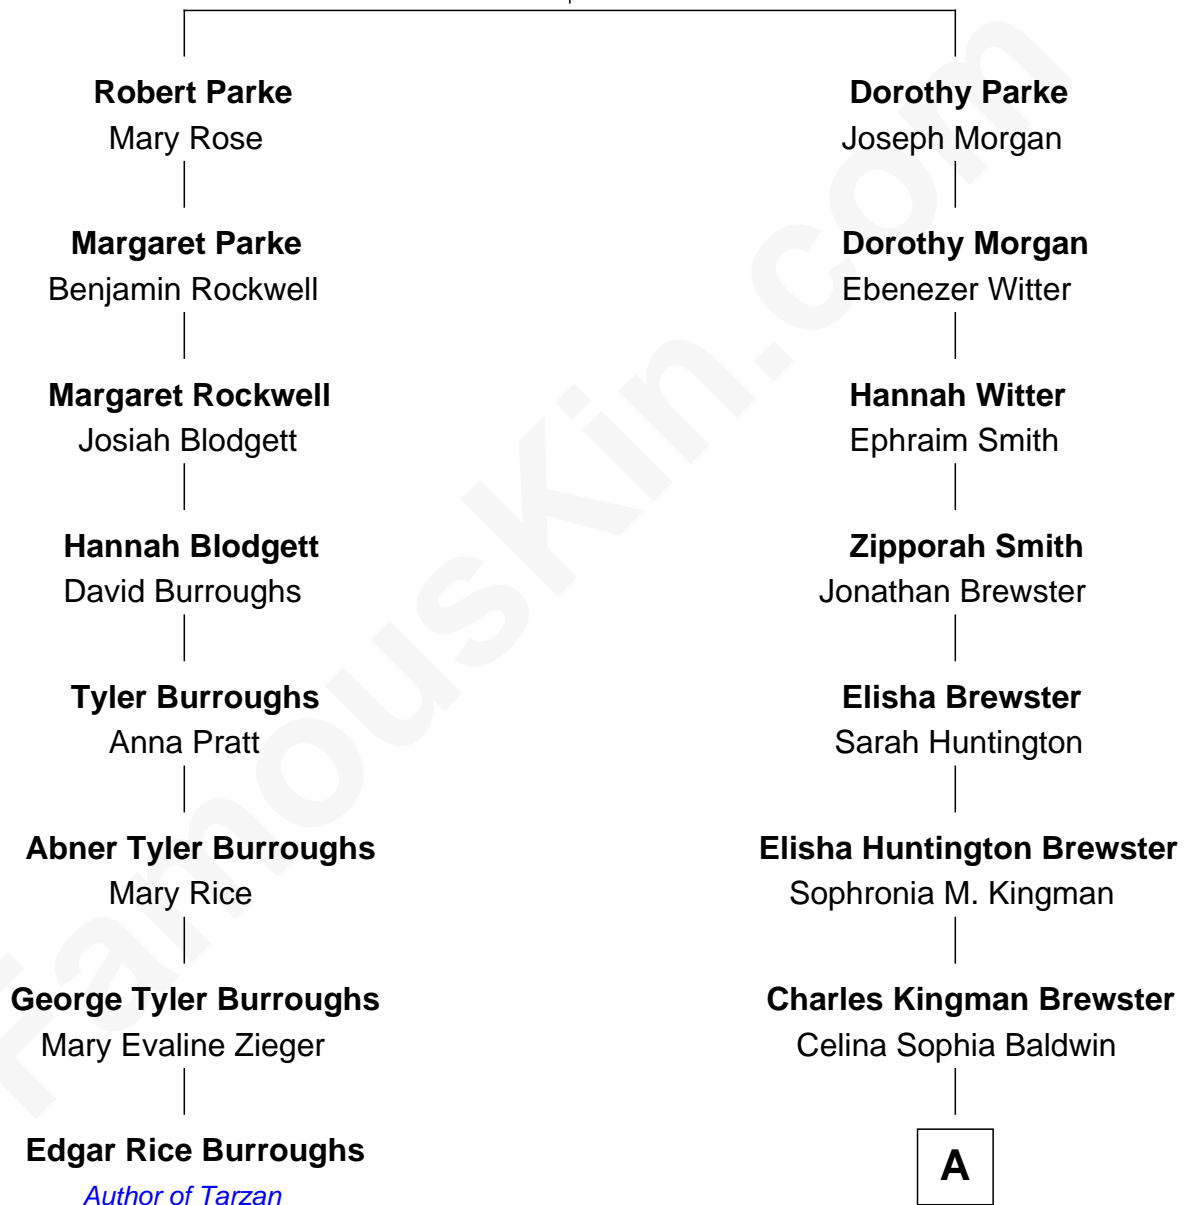 Robert Parke
Mary Rose
Dorothy Parke
Joseph Morgan
Margaret Parke
Benjamin Rockwell
Dorothy Morgan
Ebenezer Witter
Margaret Rockwell
Josiah Blodgett
Hannah Witter
Ephraim Smith
Hannah Blodgett
David Burroughs
Zipporah Smith
Jonathan Brewster
Tyler Burroughs
Anna Pratt
Elisha Brewster
Sarah Huntington
Abner Tyler Burroughs
Mary Rice
Elisha Huntington Brewster
Sophronia M. Kingman
George Tyler Burroughs
Mary Evaline Zieger
Charles Kingman Brewster
Celina Sophia Baldwin
Edgar Rice Burroughs
Author of Tarzan
A
FamousKin.com